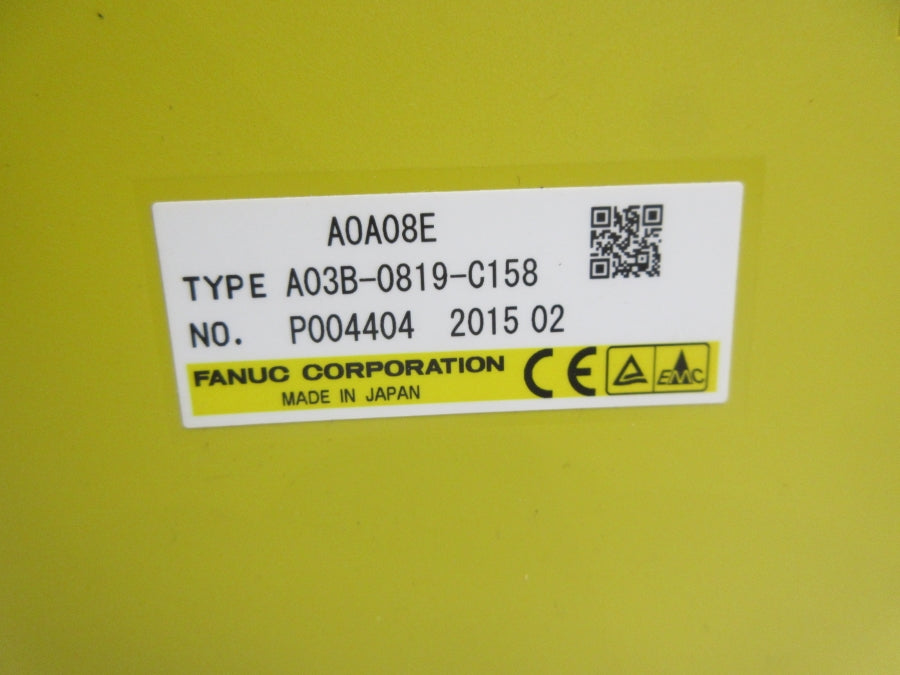 A0A08E
TYPE A03B-0819-C158
NO. P004404 2015 02
FANUC CORPORATION CE EMC
MADE IN JAPAN